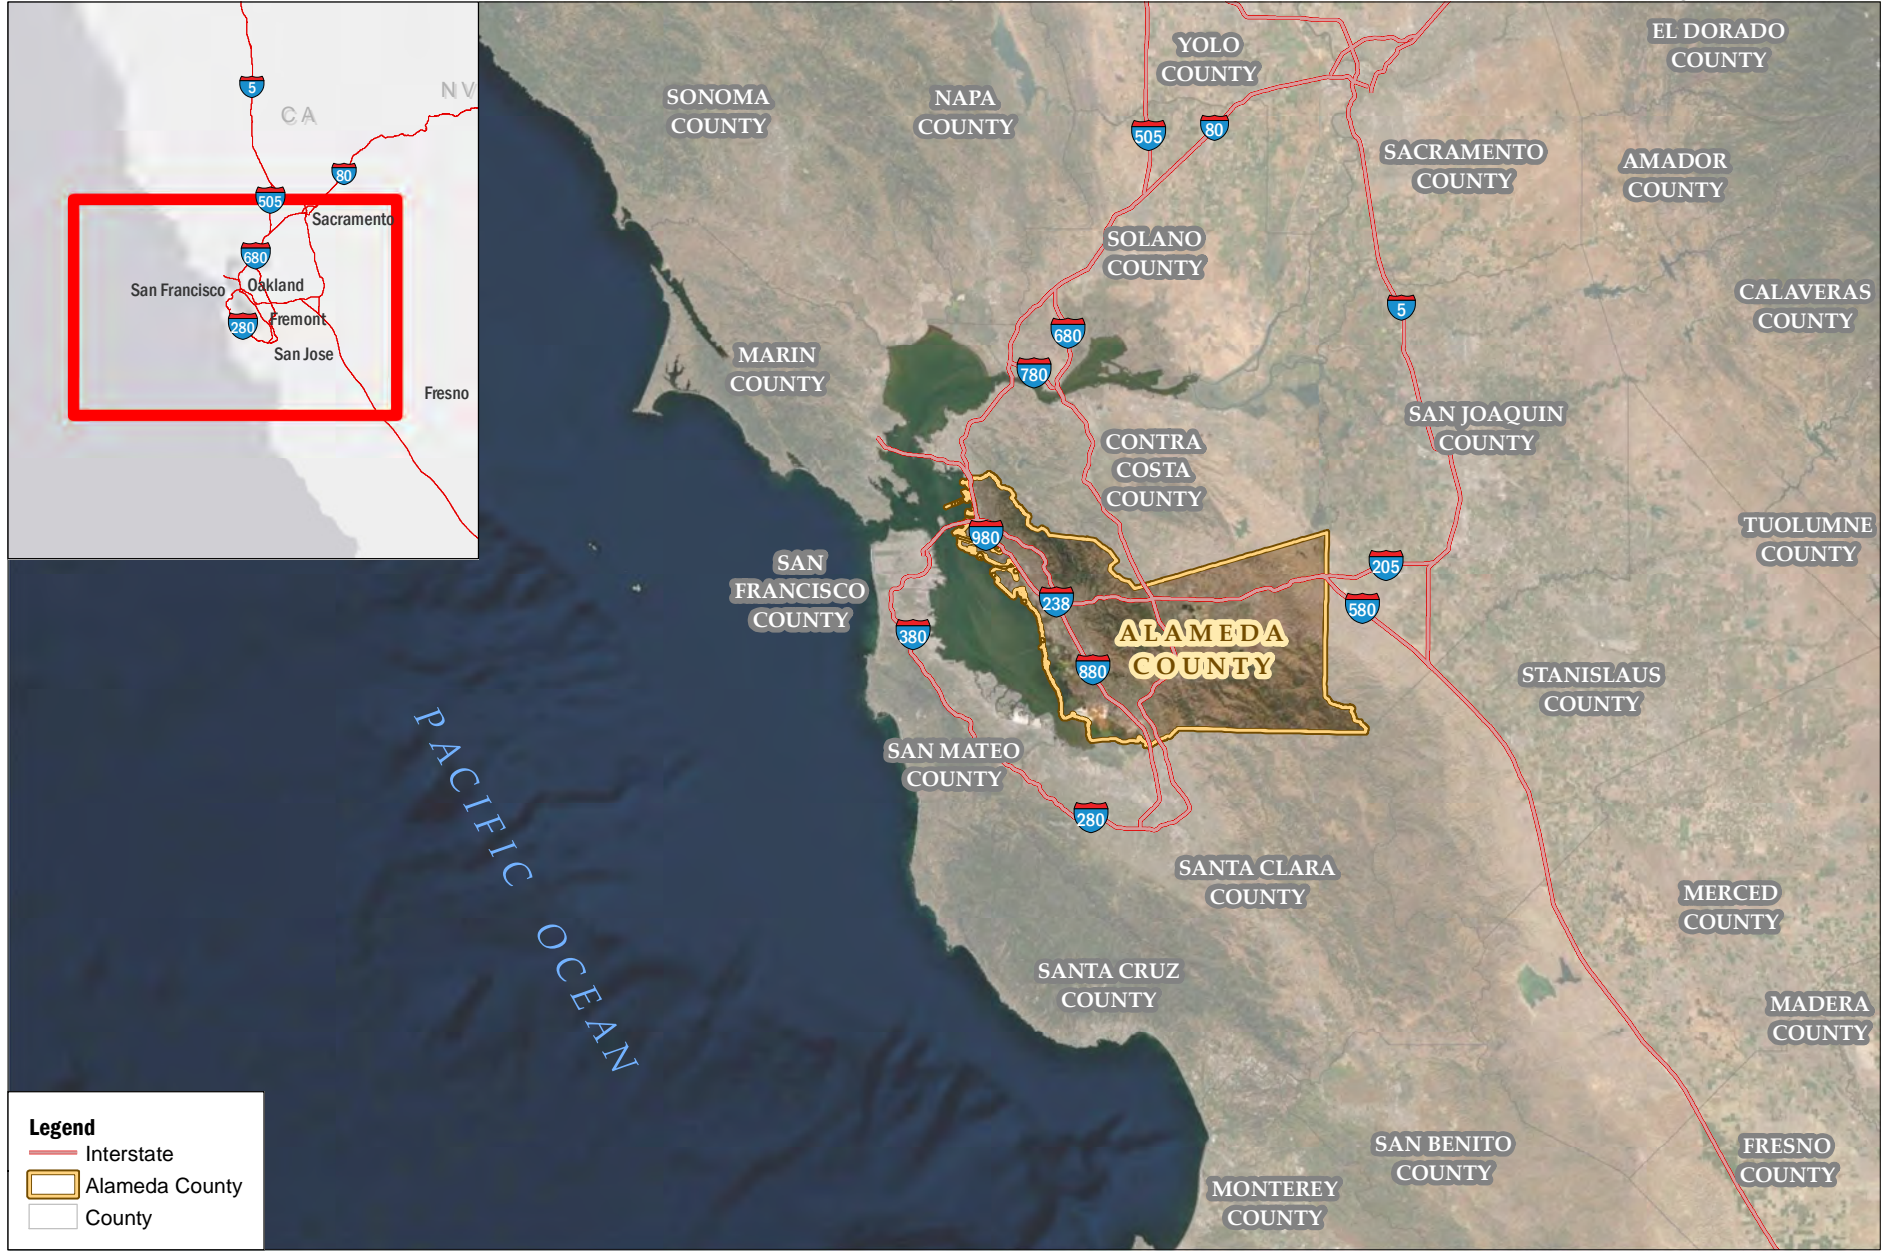 5
NV
CA
80
505
Sacramento
680
Oakland
San Francisco
280
Fremont
San Jose
Fresno
EL DORADO
COUNTY
YOLO
COUNTY
SONOMA
COUNTY
NAPA
COUNTY
505
80
SACRAMENTO
COUNTY
AMADOR
COUNTY
SOLANO
COUNTY
CALAVERAS
COUNTY
5
680
MARIN
COUNTY
780
SAN JOAQUIN
COUNTY
CONTRA
COSTA
COUNTY
TUOLUMNE
COUNTY
980
SAN
FRANCISCO
COUNTY
205
238
580
380
ALAMEDA
COUNTY
880
STANISLAUS
COUNTY
SAN MATEO
COUNTY
PACIFIC OCEAN
280
SANTA CLARA
COUNTY
MERCED
COUNTY
SANTA CRUZ
COUNTY
MADERA
COUNTY
SAN BENITO
COUNTY
FRESNO
COUNTY
MONTEREY
COUNTY
Legend
Interstate
Alameda County
County